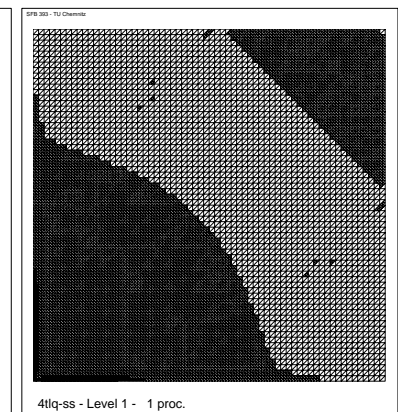 SFB 393 - TU Chemnitz
4tlq-ss - Level 1 - 1 proc.